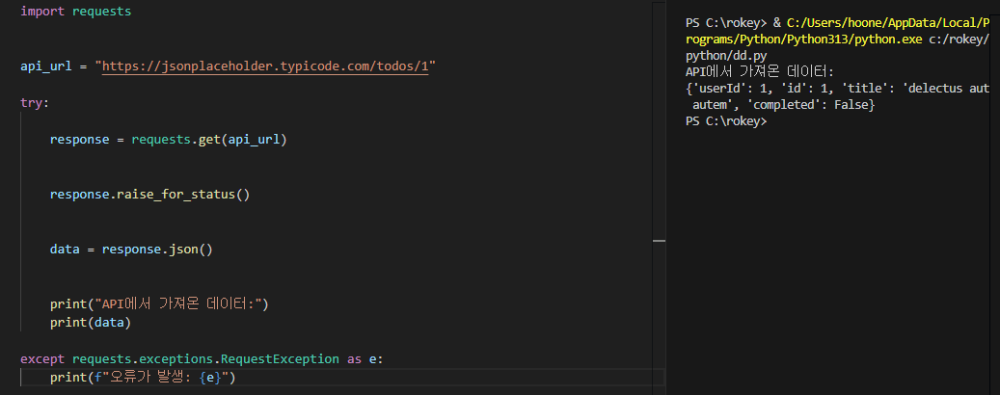 import requests
api_url = "https://jsonplaceholder.typicode.com/todos/1"
try:
response = requests.get(api_url)
response.raise_for_status()
data = response.json()
print("API에서 가져온 데이터:")
print(data)
except requests.exceptions.RequestException as e:
print(f"오류가 발생: {e}")
PS C:\rokey> & C:/Users/hoone/AppData/Local/P
rograms/Python/Python313/python.exe c:/rokey/
python/dd.py
API에서 가져온 데이터:
{'userId': 1, 'id': 1, 'title': 'delectus aut
autem', 'completed': False}
PS C:\rokey>